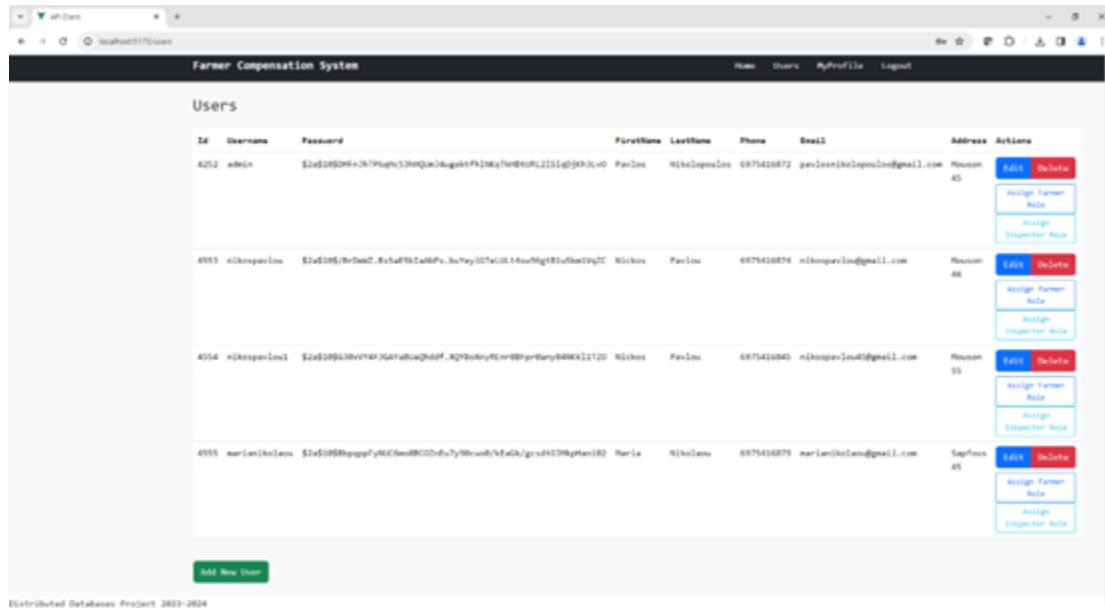 API Client
localhost:5173/users
Farmer Compensation System Home Users MyProfile Logout
Users
Id Username Password FirstName LastName Phone Email Address Actions
4252 admin Pavlos Nikolopoulos 6975416872 pavlosnikolopoulos@gmail.com Mouson Edit Delete
45
Assign Farmer
Role
Assign
Inspector Role
4553 nikospavlou Nickos Pavlou 6975416874 nikospavlou@gmail.com Mouson Edit Delete
46
Assign Farmer
Role
Assign
Inspector Role
4554 nikospavlou1 Nickos Pavlou 6975416845 nikospavlou45@gmail.com Mouson Edit Delete
55
Assign Farmer
Role
Assign
Inspector Role
4555 marianikolaou Maria Nikolaou 6975416879 marianikolaou@gmail.com Sapfous Edit Delete
45
Assign Farmer
Role
Assign
Inspector Role
Add New User
Distributed Databases Project 2023-2024